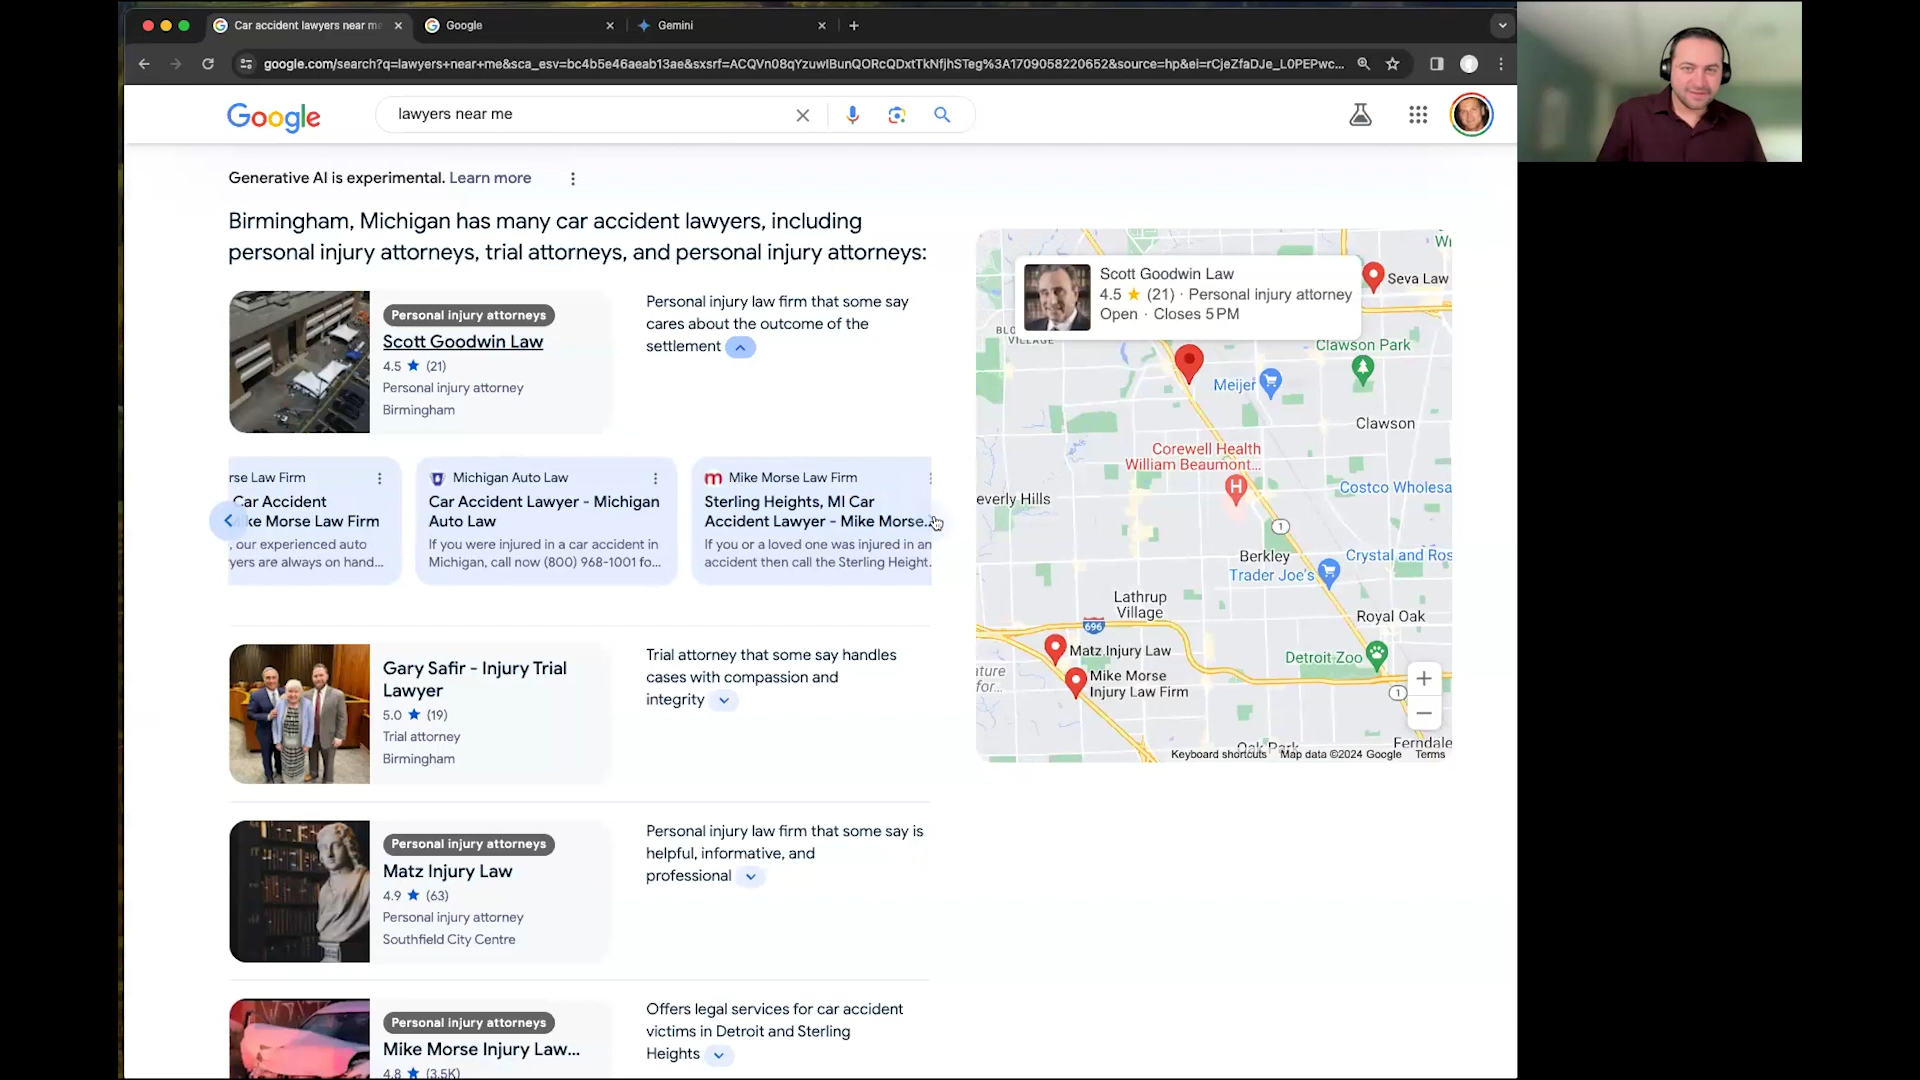 Car accident lawyers near me
Google
Gemini
google.com/search?q=lawyers+near+me&sca_esv=bc4b5e46aeab13ae&sxsrf=ACQVn08qYzuwIBunQORcQDxtTkNfjhSTeg%3A1709058220652&source=hp&ei=rCjeZfaDJe_L0PEPwc...
Google
lawyers near me
Generative AI is experimental. Learn more
Birmingham, Michigan has many car accident lawyers, including
personal injury attorneys, trial attorneys, and personal injury attorneys:
Personal injury attorneys
Scott Goodwin Law
4.5 ★ (21)
Personal injury attorney
Birmingham
Personal injury law firm that some say
cares about the outcome of the
settlement
rse Law Firm
Car Accident
ke Morse Law Firm
, our experienced auto
yers are always on hand...
Michigan Auto Law
Car Accident Lawyer - Michigan
Auto Law
If you were injured in a car accident in
Michigan, call now (800) 968-1001 fo...
Mike Morse Law Firm
Sterling Heights, MI Car
Accident Lawyer - Mike Morse...
If you or a loved one was injured in an
accident then call the Sterling Height.
Gary Safir - Injury Trial
Lawyer
5.0 ★ (19)
Trial attorney
Birmingham
Trial attorney that some say handles
cases with compassion and
integrity
Personal injury attorneys
Matz Injury Law
4.9 ★ (63)
Personal injury attorney
Southfield City Centre
Personal injury law firm that some say is
helpful, informative, and
professional
Personal injury attorneys
Mike Morse Injury Law...
4.8 ★ (3.5K)
Offers legal services for car accident
victims in Detroit and Sterling
Heights
Scott Goodwin Law
4.5 ★ (21) · Personal injury attorney
Open · Closes 5 PM
Seva Law
VILLAGE
Clawson Park
Meijer
Clawson
Corewell Health
William Beaumont...
H
Costco Wholesa
everly Hills
1
Berkley
Crystal and Ros
Trader Joe's
Lathrup
Village
Royal Oak
696
Matz Injury Law
Detroit Zoo
ature
for...
Mike Morse
Injury Law Firm
1
+
−
Oak Park
Ferndale
Keyboard shortcuts
Map data ©2024 Google
Terms